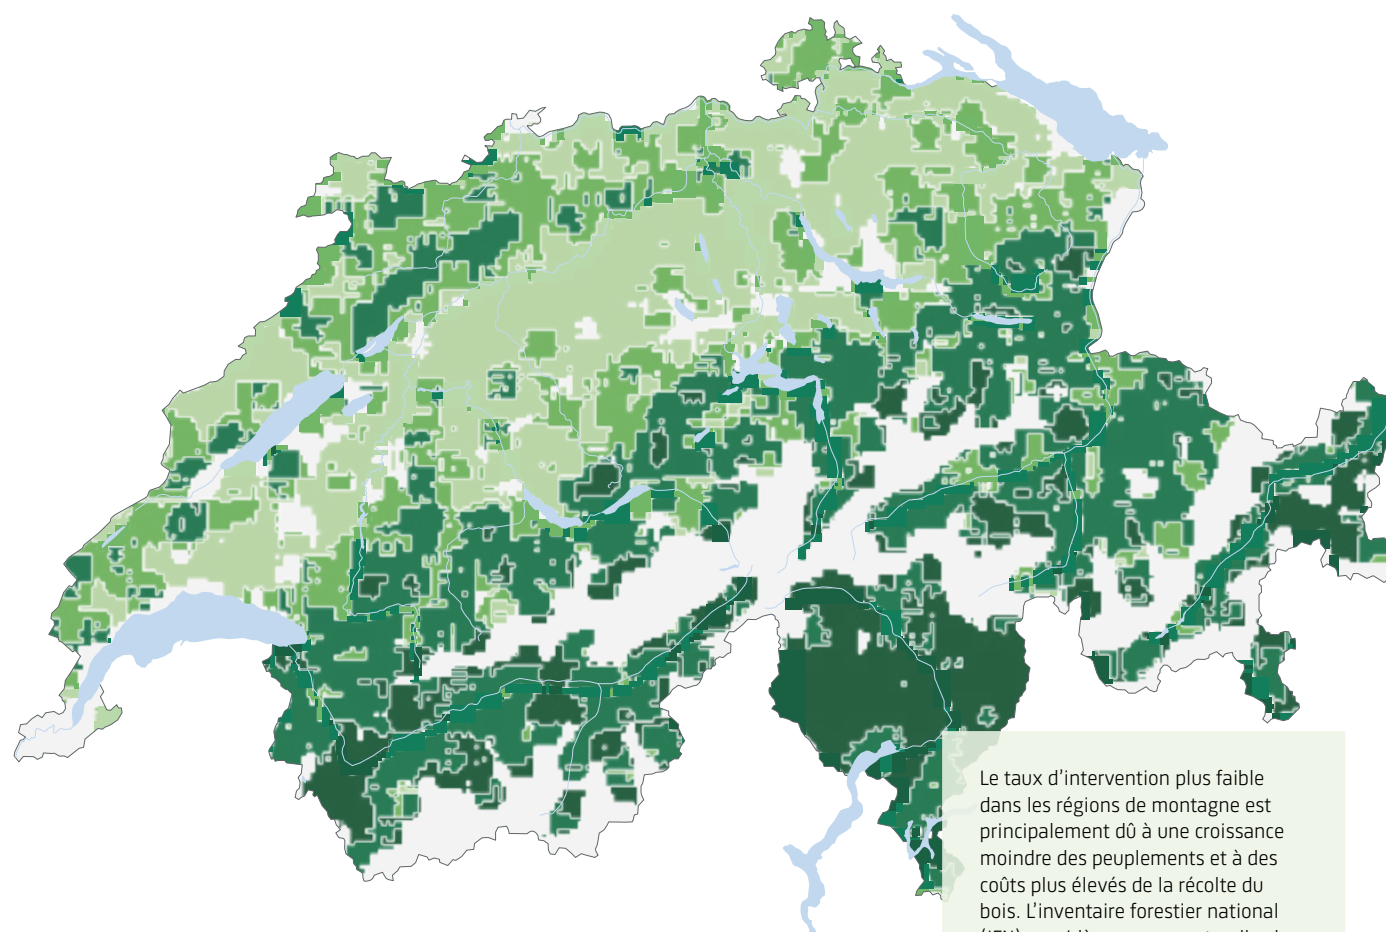 Le taux d’intervention plus faible
dans les régions de montagne est
principalement dû à une croissance
moindre des peuplements et à des
coûts plus élevés de la récolte du
bois. L’inventaire forestier national